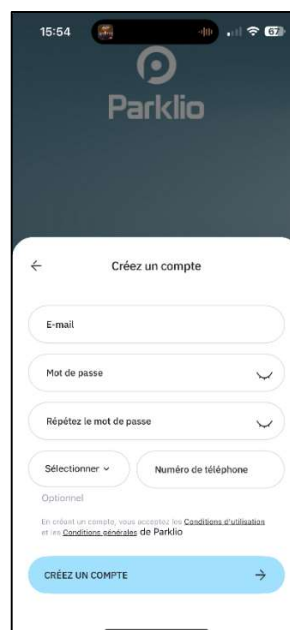 15:54
67
Parklio
Créez un compte
E-mail
Mot de passe
Répétez le mot de passe
Sélectionner
Numéro de téléphone
Optionnel
En créant un compte, vous acceptez les Conditions d'utilisation
et les Conditions générales de Parklio
CRÉEZ UN COMPTE